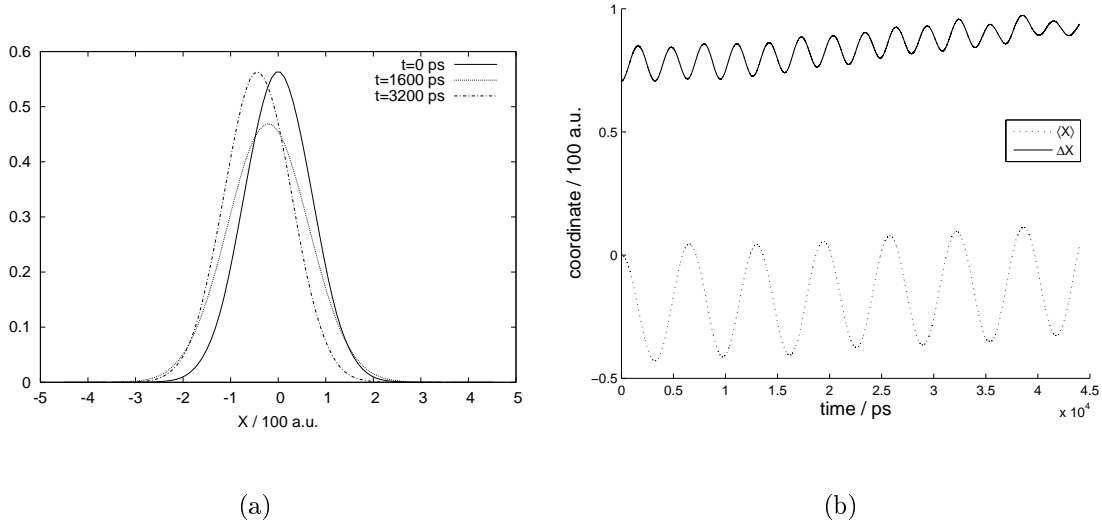 0.6
0.5
0.4
0.3
0.2
0.1
0
-5 -4 -3 -2 -1 0 1 2 3 4 5
X / 100 a.u.
t=0 ps
t=1600 ps
t=3200 ps
(a)
1
0.5
0
−0.5
coordinate / 100 a.u.
0 0.5 1 1.5 2 2.5 3 3.5 4 4.5
x 10^4
time / ps
⟨X⟩
ΔX
(b)